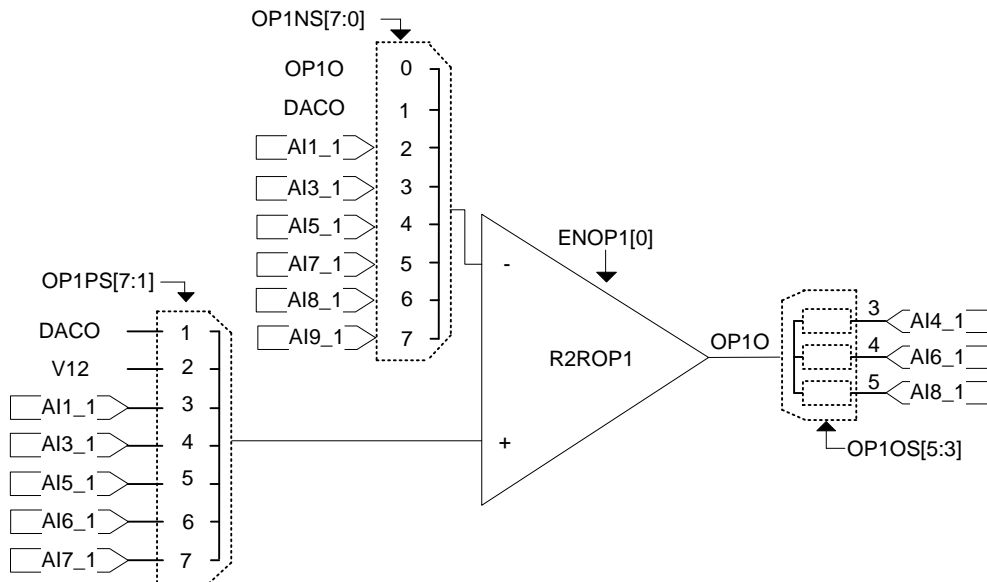 OP1NS[7:0]
OP1O 0
DACO 1
AI1_1 2
AI3_1 3
AI5_1 4
AI7_1 5
AI8_1 6
AI9_1 7
OP1PS[7:1]
DACO 1
V12 2
AI1_1 3
AI3_1 4
AI5_1 5
AI6_1 6
AI7_1 7
-
+
ENOP1[0]
R2ROP1
OP1O
3 AI4_1
4 AI6_1
5 AI8_1
OP1OS[5:3]